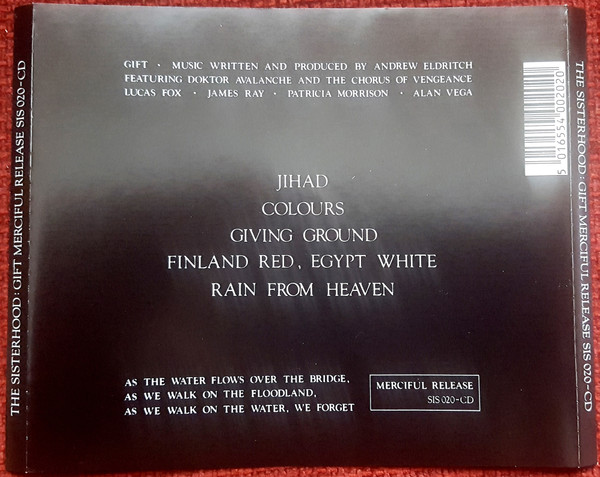 THE SISTERHOOD: GIFT MERCIFUL RELEASE SIS 020-CD
GIFT · MUSIC WRITTEN AND PRODUCED BY ANDREW ELDRITCH
FEATURING DOKTOR AVALANCHE AND THE CHORUS OF VENGEANCE
LUCAS FOX · JAMES RAY · PATRICIA MORRISON · ALAN VEGA
5 016554 002020
JIHAD
COLOURS
GIVING GROUND
FINLAND RED, EGYPT WHITE
RAIN FROM HEAVEN
AS THE WATER FLOWS OVER THE BRIDGE,
AS WE WALK ON THE FLOODLAND,
AS WE WALK ON THE WATER, WE FORGET
MERCIFUL RELEASE
SIS 020-CD
THE SISTERHOOD: GIFT MERCIFUL RELEASE SIS 020-CD